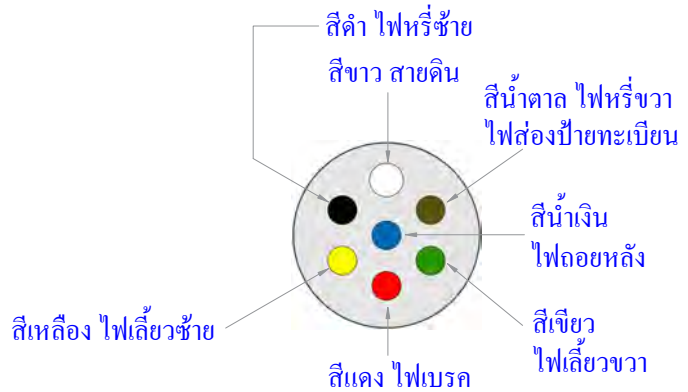 สีดำ ไฟหรี่ซ้าย
สีขาว สายดิน
สีน้ำตาล ไฟหรี่ขวา
ไฟส่องป้ายทะเบียน
สีน้ำเงิน
ไฟถอยหลัง
สีเหลือง ไฟเลี้ยวซ้าย
สีเขียว
ไฟเลี้ยวขวา
สีแดง ไฟเบรค